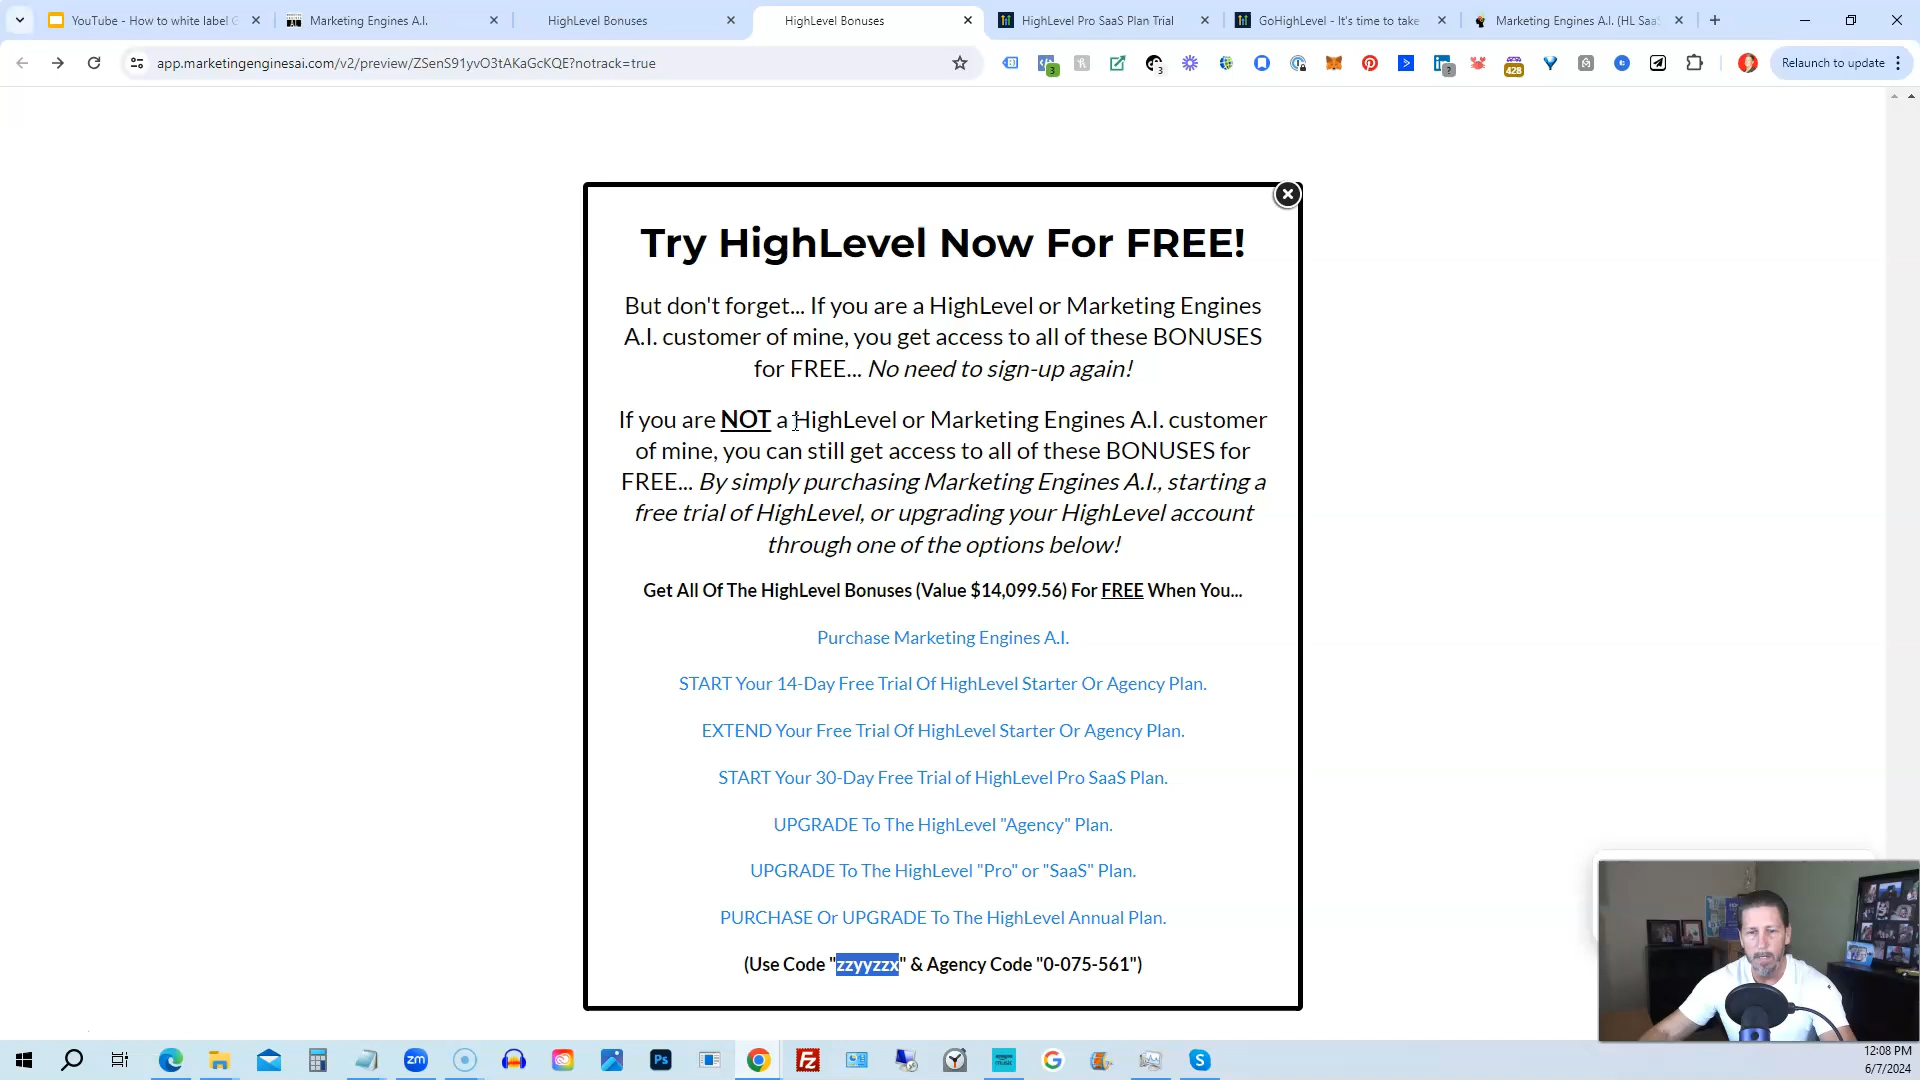 YouTube - How to white label G
Marketing Engines A.I.
HighLevel Bonuses
HighLevel Bonuses
HighLevel Pro SaaS Plan Trial
GoHighLevel - It's time to take
Marketing Engines A.I. (HL Saa
app.marketingenginesai.com/v2/preview/ZSenS91yvO3tAKaGcKQE?notrack=true
3
3
?
428
Relaunch to update
Try HighLevel Now For FREE!
But don't forget... If you are a HighLevel or Marketing Engines
A.I. customer of mine, you get access to all of these BONUSES
for FREE... No need to sign-up again!
If you are NOT a HighLevel or Marketing Engines A.I. customer
of mine, you can still get access to all of these BONUSES for
FREE... By simply purchasing Marketing Engines A.I., starting a
free trial of HighLevel, or upgrading your HighLevel account
through one of the options below!
Get All Of The HighLevel Bonuses (Value $14,099.56) For FREE When You...
Purchase Marketing Engines A.I.
START Your 14-Day Free Trial Of HighLevel Starter Or Agency Plan.
EXTEND Your Free Trial Of HighLevel Starter Or Agency Plan.
START Your 30-Day Free Trial of HighLevel Pro SaaS Plan.
UPGRADE To The HighLevel "Agency" Plan.
UPGRADE To The HighLevel "Pro" or "SaaS" Plan.
PURCHASE Or UPGRADE To The HighLevel Annual Plan.
(Use Code "zzyyzzx" & Agency Code "0-075-561")
zm
Ps
Fz
amazon
music
12:08 PM
6/7/2024